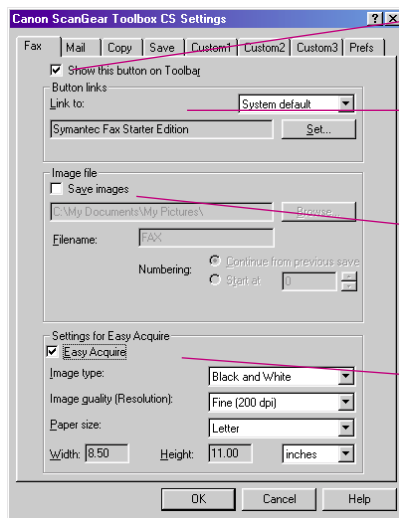 Canon ScanGear Toolbox CS Settings
Fax Mail Copy Save Custom1 Custom2 Custom3 Prefs
Show this button on Toolbar
Button links
Link to: System default
Symantec Fax Starter Edition Set...
Image file
Save images
C:\My Documents\My Pictures\ Browse...
Filename: FAX
Numbering: Continue from previous save
Start at 0
Settings for Easy Acquire
Easy Acquire
Image type: Black and White
Image quality (Resolution): Fine (200 dpi)
Paper size: Letter
Width: 8.50 Height: 11.00 inches
OK Cancel Help